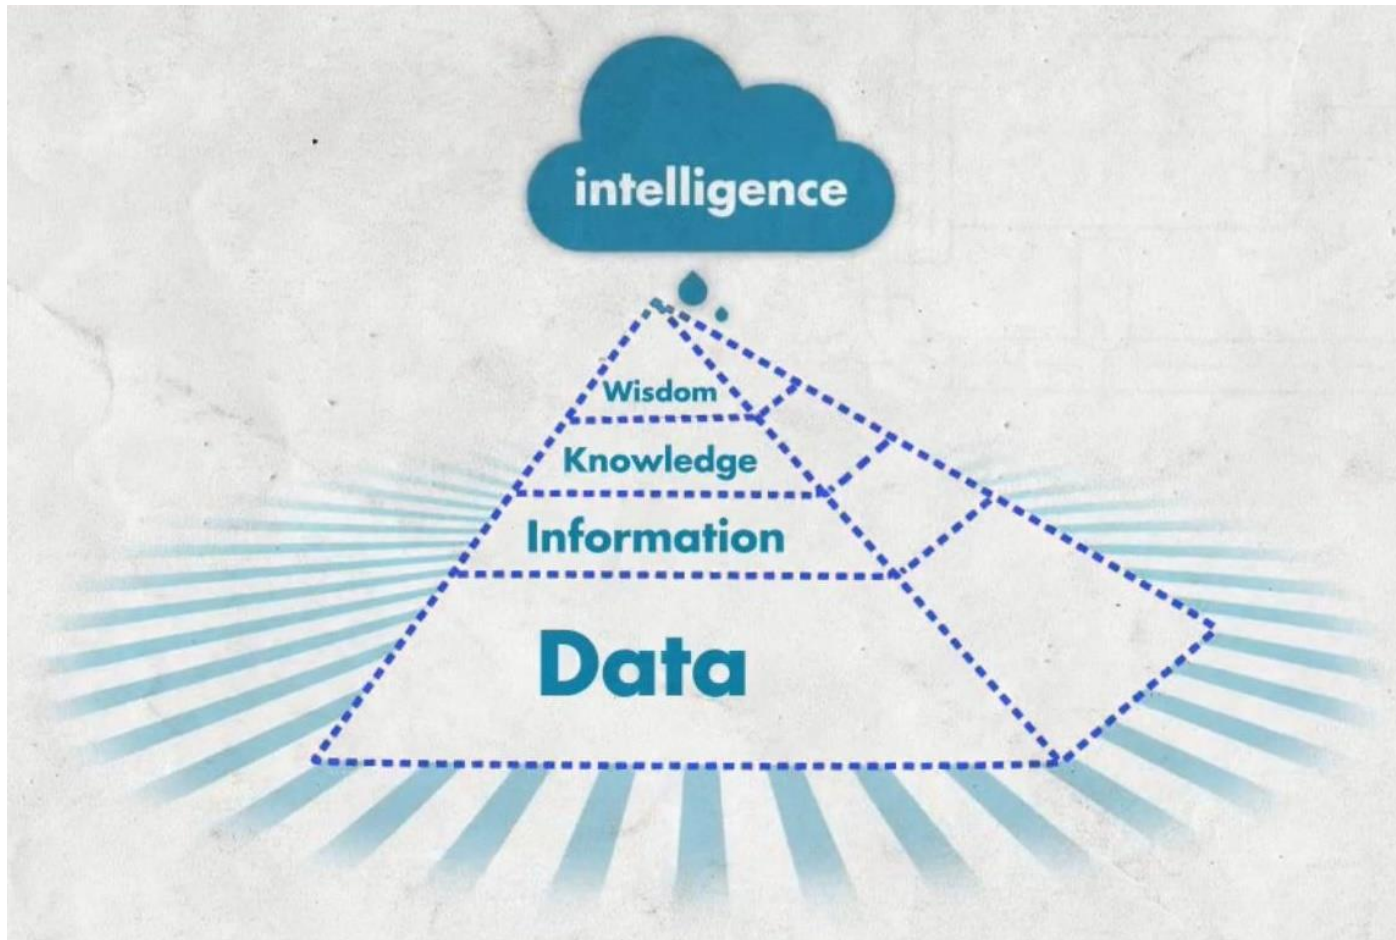 intelligence
Wisdom
Knowledge
Information
Data